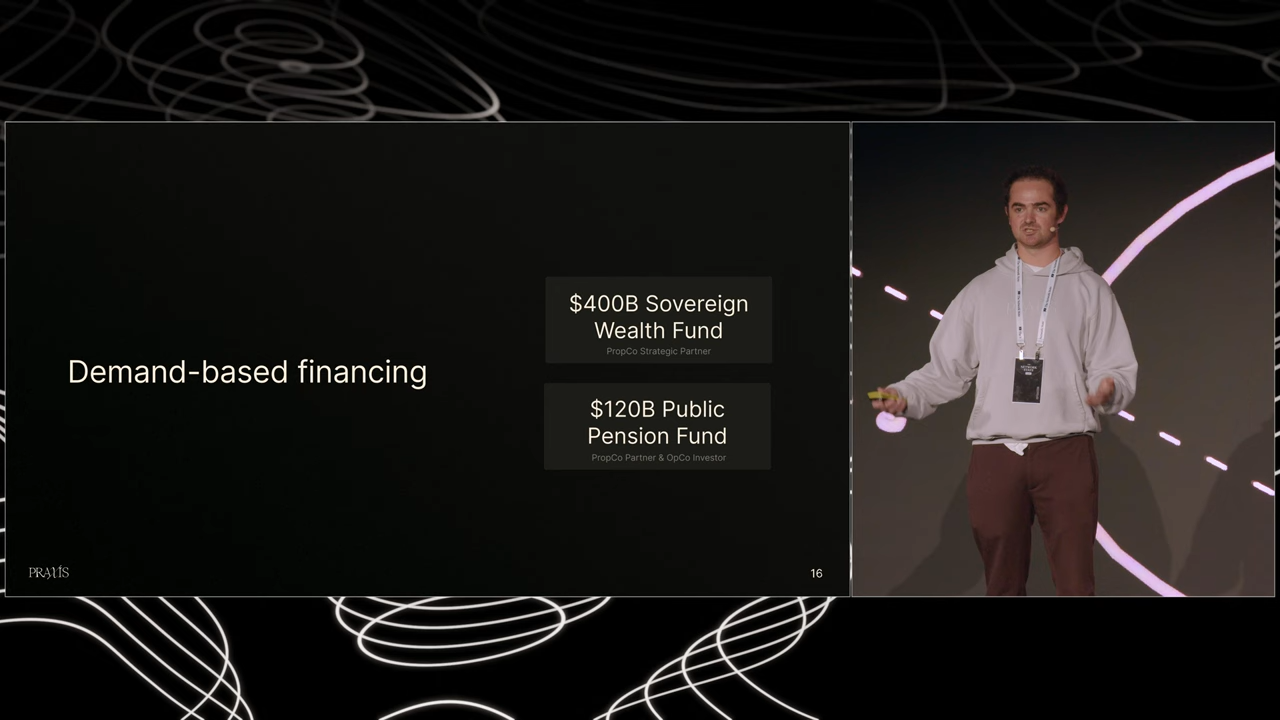 Demand-based financing
$400B Sovereign
Wealth Fund
PropCo Strategic Partner
$120B Public
Pension Fund
PropCo Partner & OpCo Investor
PRAXIS
16